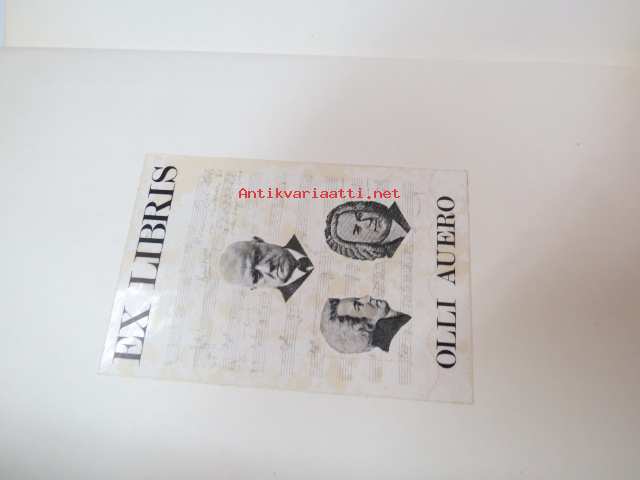 EX LIBRIS
Antikvariaatti.net
OLLI AUERO